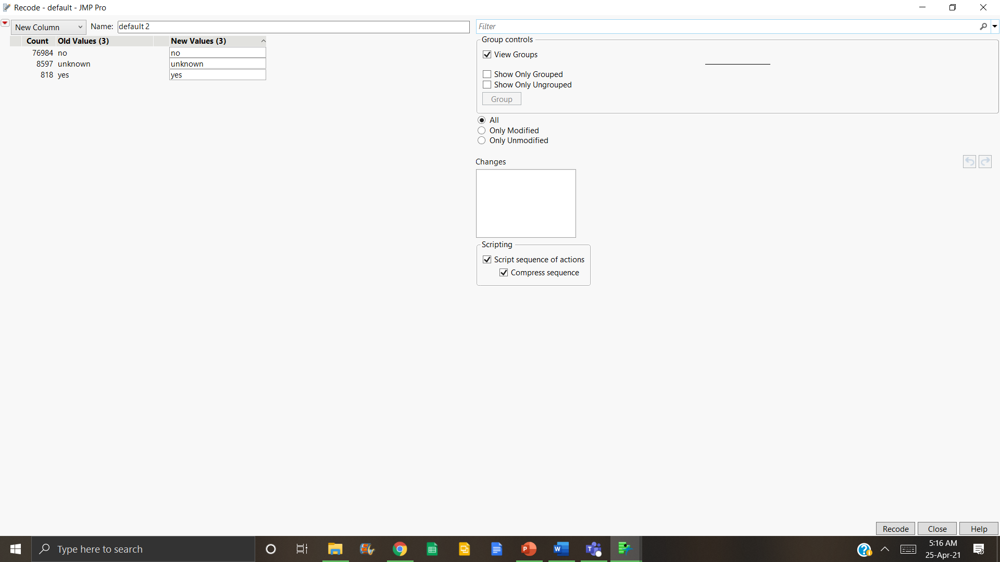 Recode - default - JMP Pro
New Column Name: default 2
Filter
Count Old Values (3) New Values (3)
76984 no no
8597 unknown unknown
818 yes yes
Group controls
View Groups
Show Only Grouped
Show Only Ungrouped
Group
All
Only Modified
Only Unmodified
Changes
Scripting
Script sequence of actions
Compress sequence
Recode Close Help
Type here to search
5:16 AM
25-Apr-21